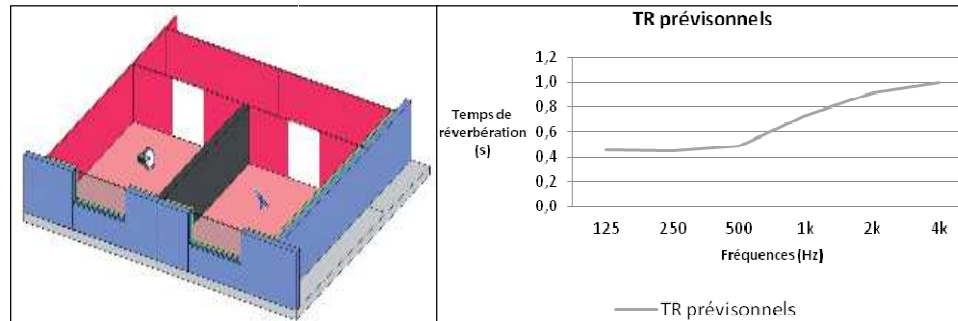 TR prévisonnels
1,2
1,0
0,8
0,6
0,4
0,2
0,0
Temps de
réverbération
(s)
125 250 500 1k 2k 4k
Fréquences (Hz)
TR prévisonnels